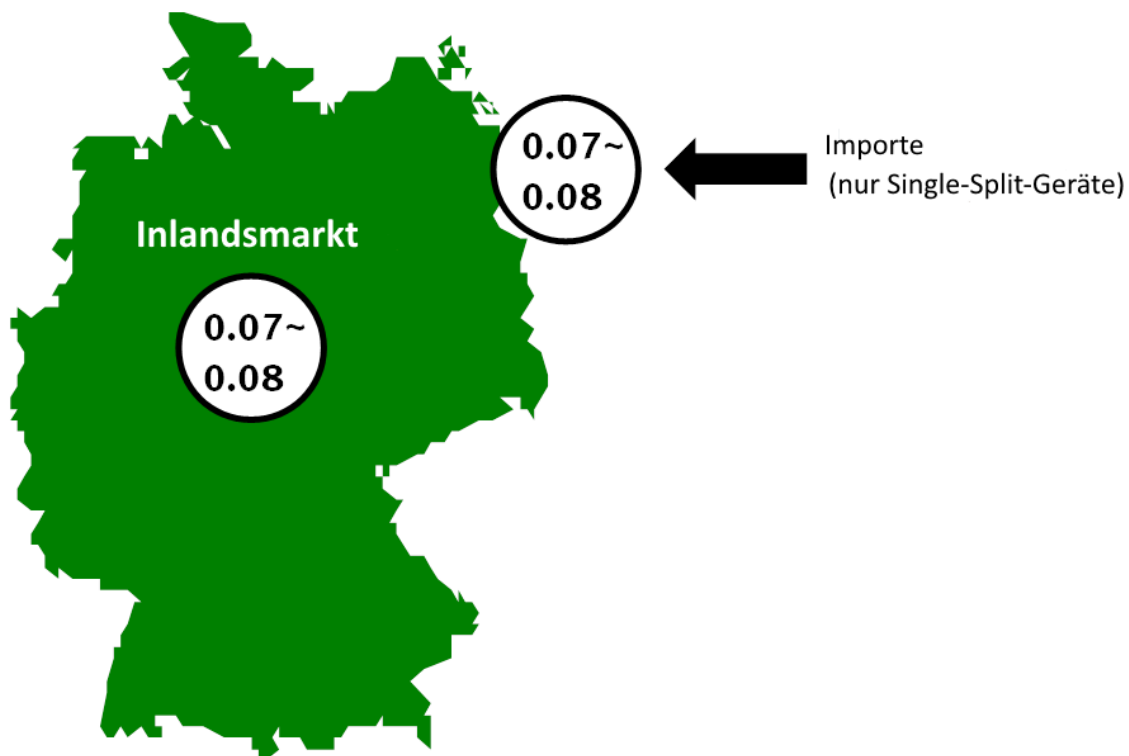 0.07~
0.08
Importe
(nur Single-Split-Geräte)
Inlandsmarkt
0.07~
0.08